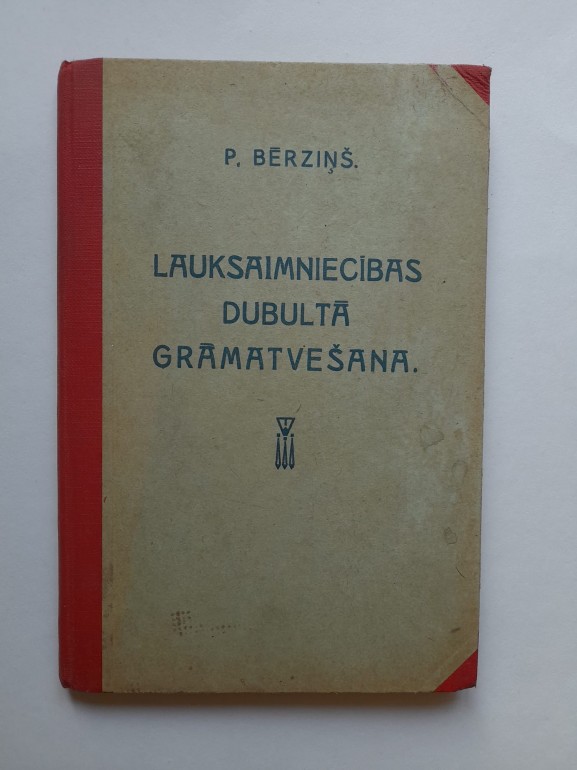 P. BĒRZIŅŠ.
LAUKSAIMNIECĪBAS
DUBULTĀ
GRĀMATVEŠANA.